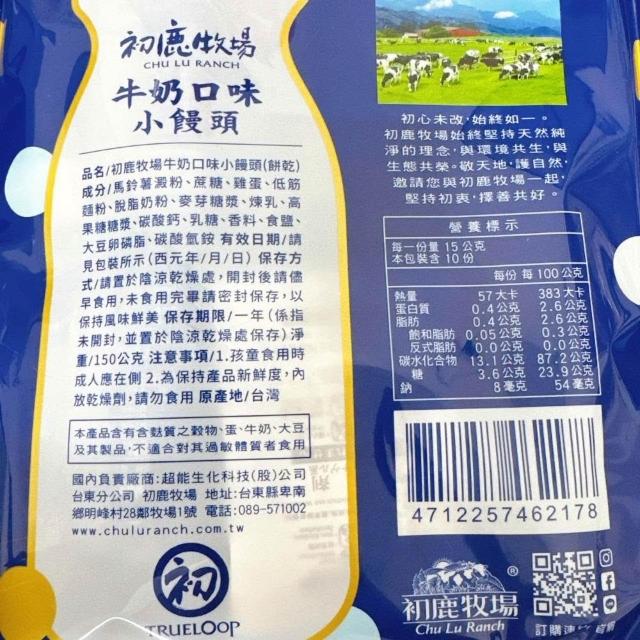 初鹿牧場
CHU LU RANCH
牛奶口味
小饅頭
品名/初鹿牧場牛奶口味小饅頭(餅乾)
成分/馬鈴薯澱粉、蔗糖、雞蛋、低筋
麵粉、脫脂奶粉、麥芽糖漿、煉乳、高
果糖糖漿、碳酸鈣、乳糖、香料、食鹽、
大豆卵磷脂、碳酸氫銨 有效日期/請
見包裝所示(西元年/月/日) 保存方
式/請置於陰涼乾燥處,開封後請儘
早食用,未食用完畢請密封保存,以
保持風味鮮美 保存期限/一年(係指
未開封,並置於陰涼乾燥處保存) 淨
重/150公克 注意事項/1.孩童食用時
成人應在側 2.為保持產品新鮮度,內
放乾燥劑,請勿食用 原產地/台灣
本產品含有含麩質之穀物、蛋、牛奶、大豆
及其製品,不適合對其過敏體質者食用
國內負責廠商:超能生化科技(股)公司
台東分公司 初鹿牧場 地址:台東縣卑南
鄉明峰村28鄰牧場1號 電話:089-571002
www.chuluranch.com.tw
初
TRUELOOP
初心未改,始終如一。
初鹿牧場始終堅持天然純
淨的理念,與環境共生,與
生態共榮。敬天地,護自然,
邀請您與初鹿牧場一起,
堅持初衷,擇善共好。
營養標示
每一份量 15 公克
本包裝含 10 份
每份 每 100 公克
熱量 57 大卡 383 大卡
蛋白質 0.4 公克 2.6 公克
脂肪 0.4 公克 2.6 公克
飽和脂肪 0.05 公克 0.3 公克
反式脂肪 0.0 公克 0.0 公克
碳水化合物 13.1 公克 87.2 公克
糖 3.6 公克 23.9 公克
鈉 8 毫克 54 毫克
4712257462178
初鹿牧場®
Chu Lu Ranch
訂購